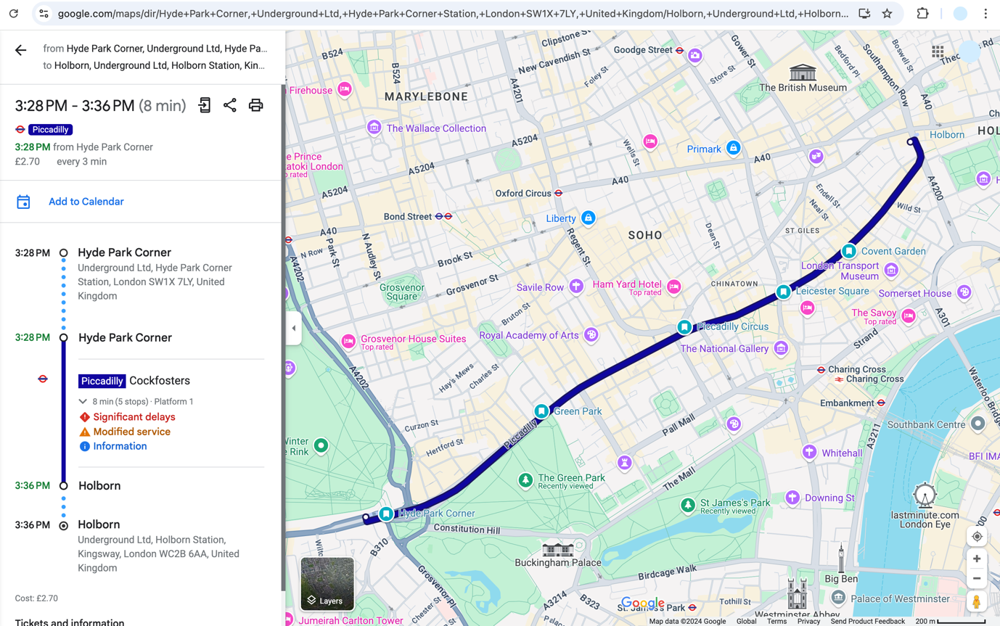 google.com/maps/dir/Hyde+Park+Corner,+Underground+Ltd,+Hyde+Park+Corner+Station,+London+SW1X+7LY,+United+Kingdom/Holborn,+Underground+Ltd,+Holborn...
from Hyde Park Corner, Underground Ltd, Hyde Pa...
to Holborn, Underground Ltd, Holborn Station, Kin...
3:28 PM - 3:36 PM (8 min)
Piccadilly
3:28 PM from Hyde Park Corner
£2.70 every 3 min
Add to Calendar
3:28 PM Hyde Park Corner
Underground Ltd, Hyde Park Corner
Station, London SW1X 7LY, United
Kingdom
3:28 PM Hyde Park Corner
Piccadilly Cockfosters
8 min (5 stops) · Platform 1
Significant delays
Modified service
Information
3:36 PM Holborn
3:36 PM Holborn
Underground Ltd, Holborn Station,
Kingsway, London WC2B 6AA, United
Kingdom
Cost: £2.70
Tickets and information
B524
Clipstone St
New Cavendish St
Goodge Street
Gower St
Store St
Bedford Pl
Southampton Row
Boswell St
A40
Firehouse
MARYLEBONE
B524
A4201
Foley St
The British Museum
The Wallace Collection
A5204
Wells St
Primark
A40
Holborn
HOL
e Prince
atoki London
p rated
A5204
A40
A5204
Oxford Circus
Endell St
Neal St
A4200
Bond Street
Liberty
Wild St
A40
N Row
Park St
N Audley St
Brook St
Regent St.
SOHO
Dean St
ST GILES
Covent Garden
A4202
London Transport
Museum
Grosvenor
Square
Grosvenor St
Savile Row
Ham Yard Hotel
Top rated
CHINATOWN
Leicester Square
Somerset House
Bruton St
The Savoy
Top rated
A301
Grosvenor House Suites
Top rated
Royal Academy of Arts
Piccadilly Circus
The National Gallery
Strand
A4202
Hay's Mews
Charles St
Charing Cross
Charing Cross
Waterloo Bridge
Embankment
Curzon St
Green Park
Pall Mall
Southbank Centre
A3211
Winter
e Rink
Hertford St
Piccadilly
Whitehall
BFI IMA
The Green Park
Recently viewed
The Mall
St James's Park
Recently viewed
Downing St
Hyde Park Corner
lastminute.com
London Eye
Constitution Hill
B310
Buckingham Palace
Birdcage Walk
Big Ben
Grosvenor Pl
Layers
A3214
B323
Google
St. James's Park
Tothill St
Palace of Westminster
Westminster Abbey
Jumeirah Carlton Tower
Map data ©2024 Google Global Terms Privacy Send Product Feedback 200 m